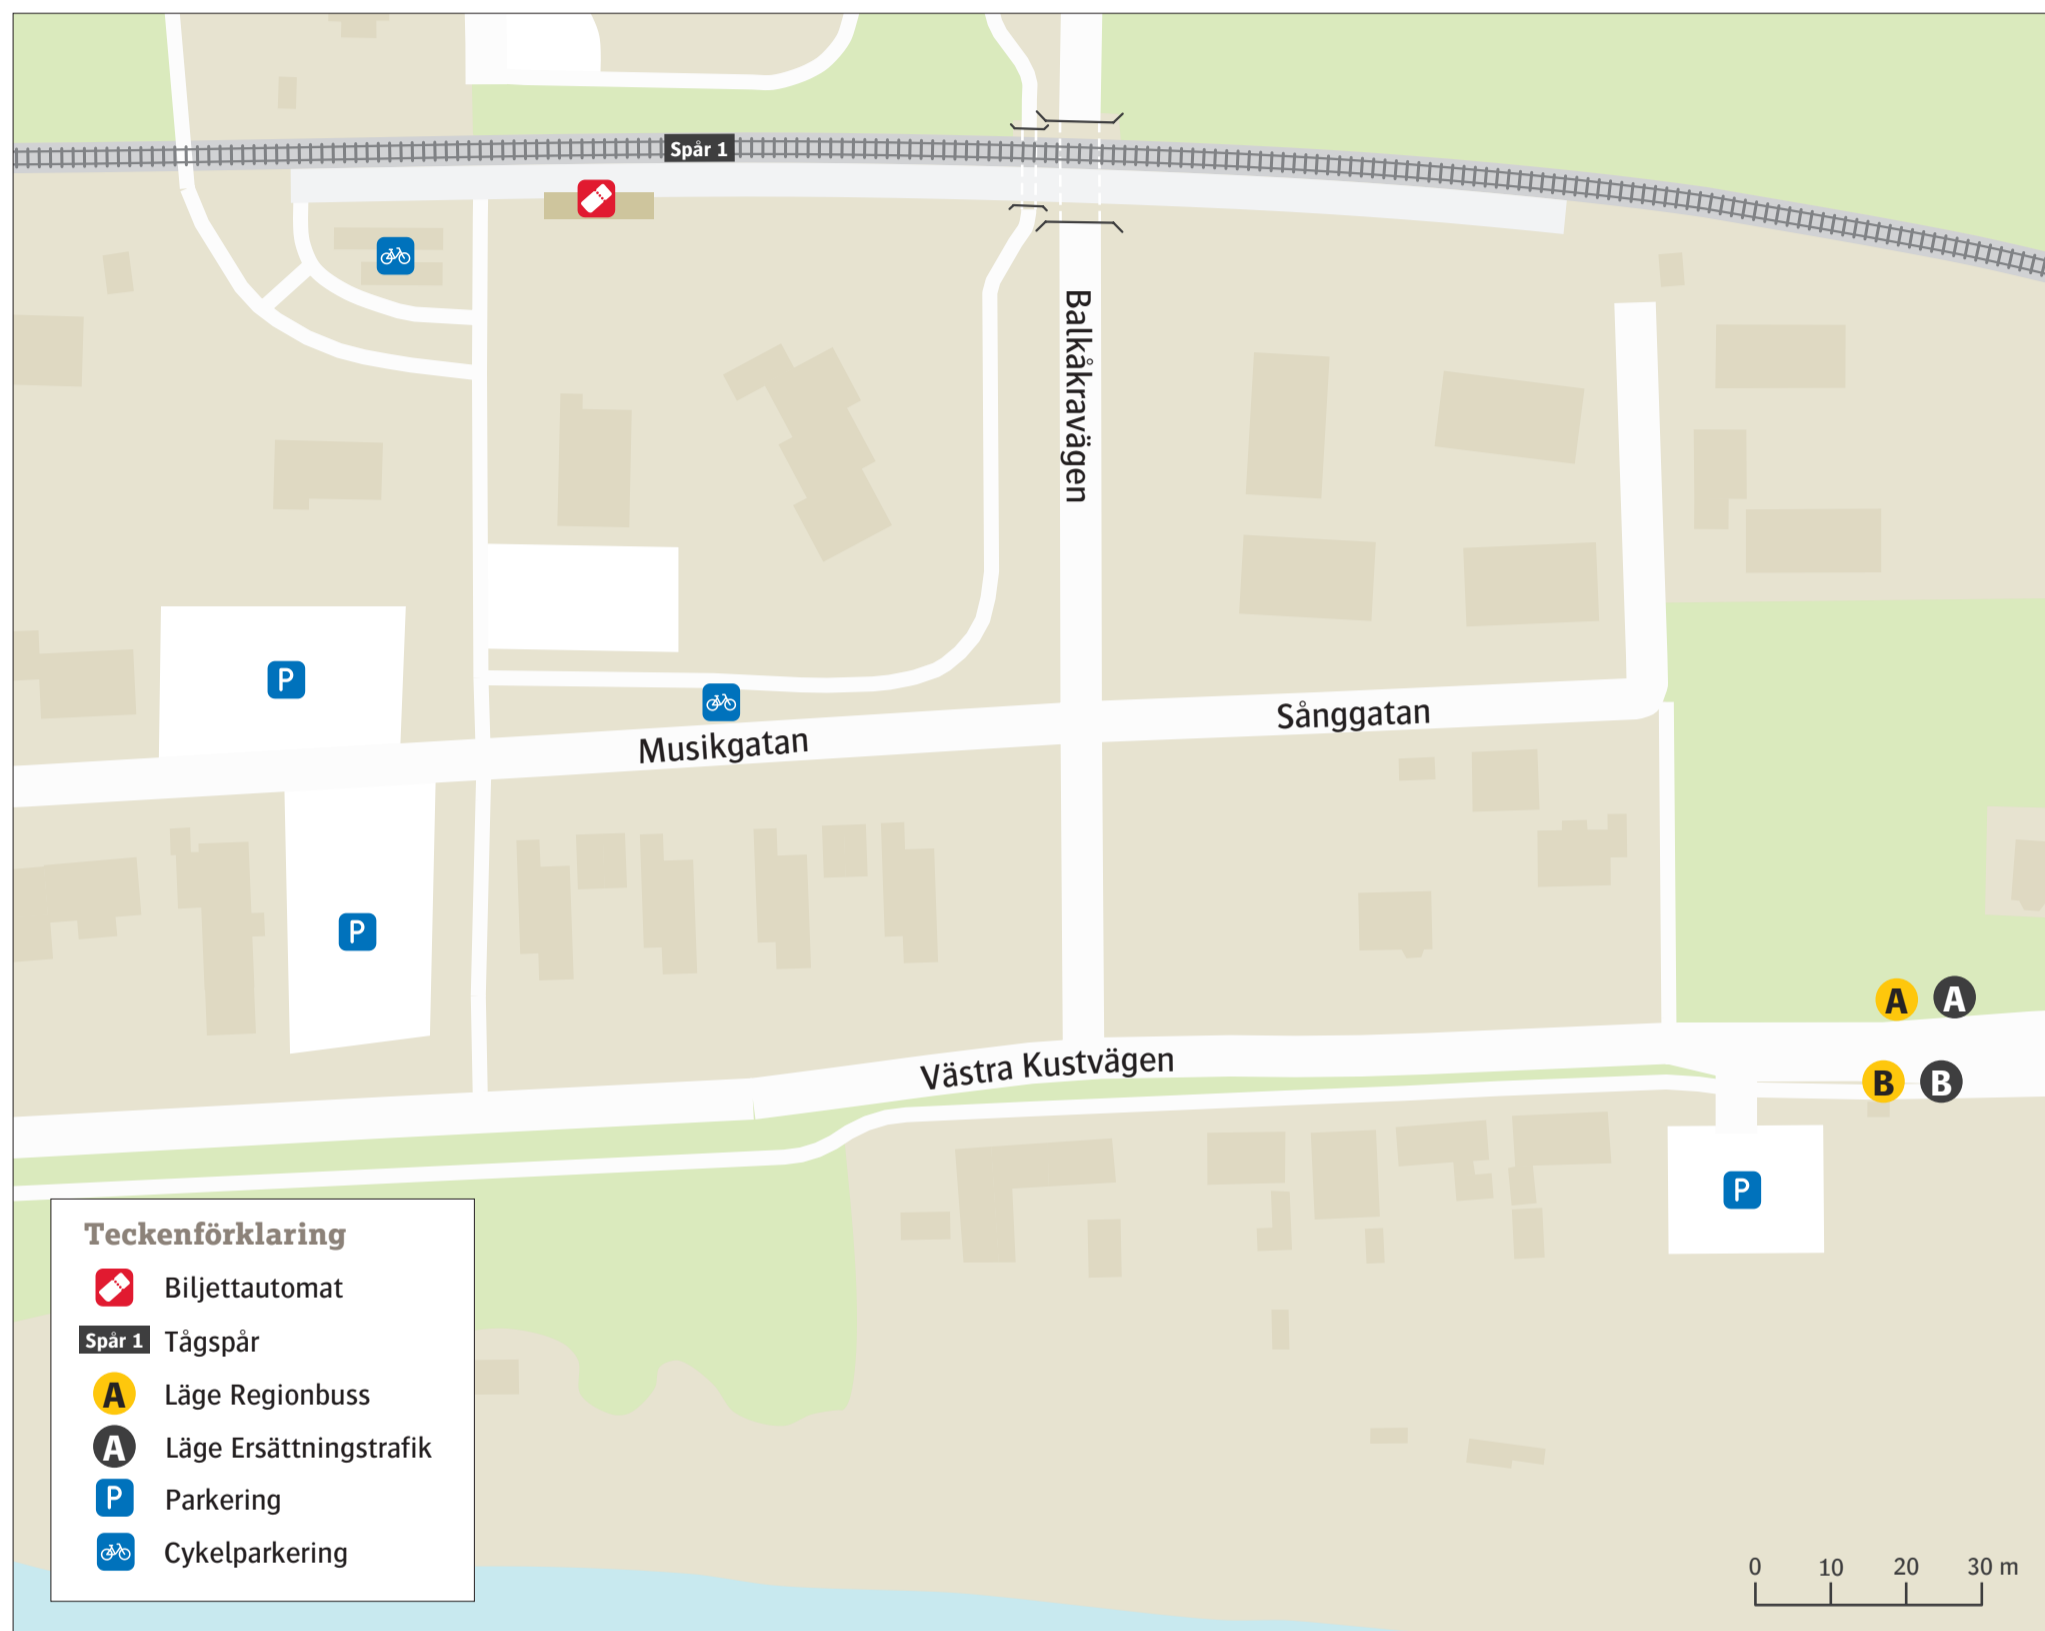 Spår 1
Balkåkravägen
P
Sånggatan
Musikgatan
P
A A
Västra Kustvägen
B B
P
Teckenförklaring
Biljettautomat
Spår 1 Tågspår
A Läge Regionbuss
A Läge Ersättningstrafik
P Parkering
Cykelparkering
0 10 20 30 m